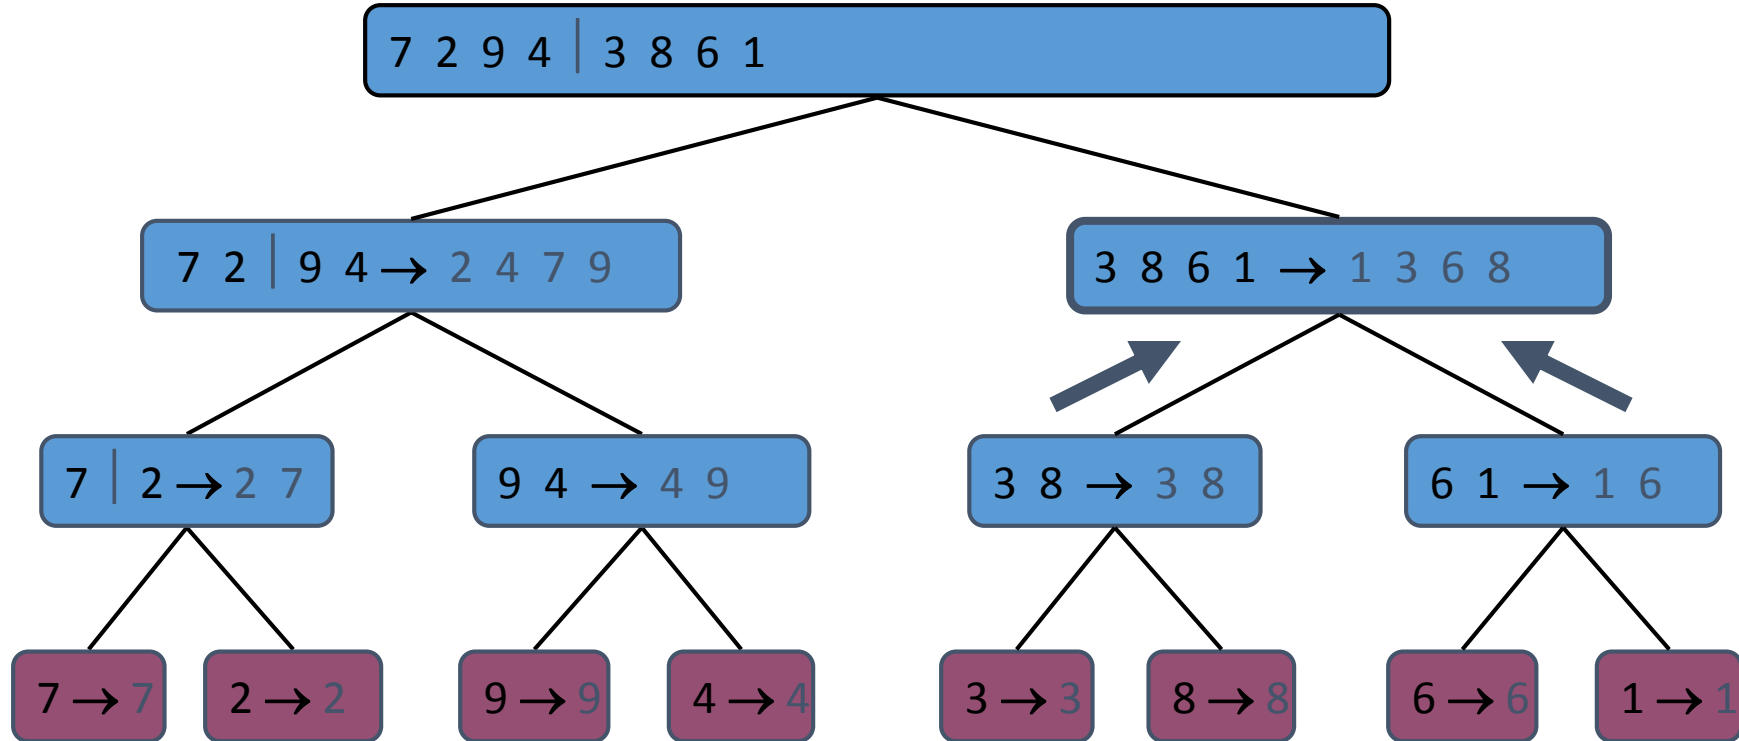 7 2 9 4 | 3 8 6 1
7 2 | 9 4 → 2 4 7 9
3 8 6 1 → 1 3 6 8
7 | 2 → 2 7
9 4 → 4 9
3 8 → 3 8
6 1 → 1 6
7 → 7
2 → 2
9 → 9
4 → 4
3 → 3
8 → 8
6 → 6
1 → 1